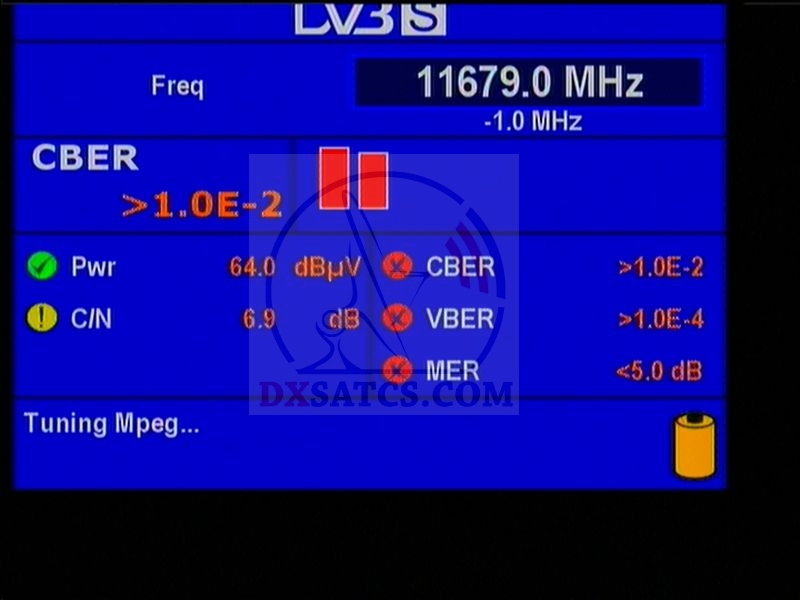 DVB S
Freq 11679.0 MHz
-1.0 MHz
CBER
>1.0E-2
Pwr 64.0 dBµV CBER >1.0E-2
C/N 6.9 dB VBER >1.0E-4
MER <5.0 dB
DXSATCS.COM
Tuning Mpeg...